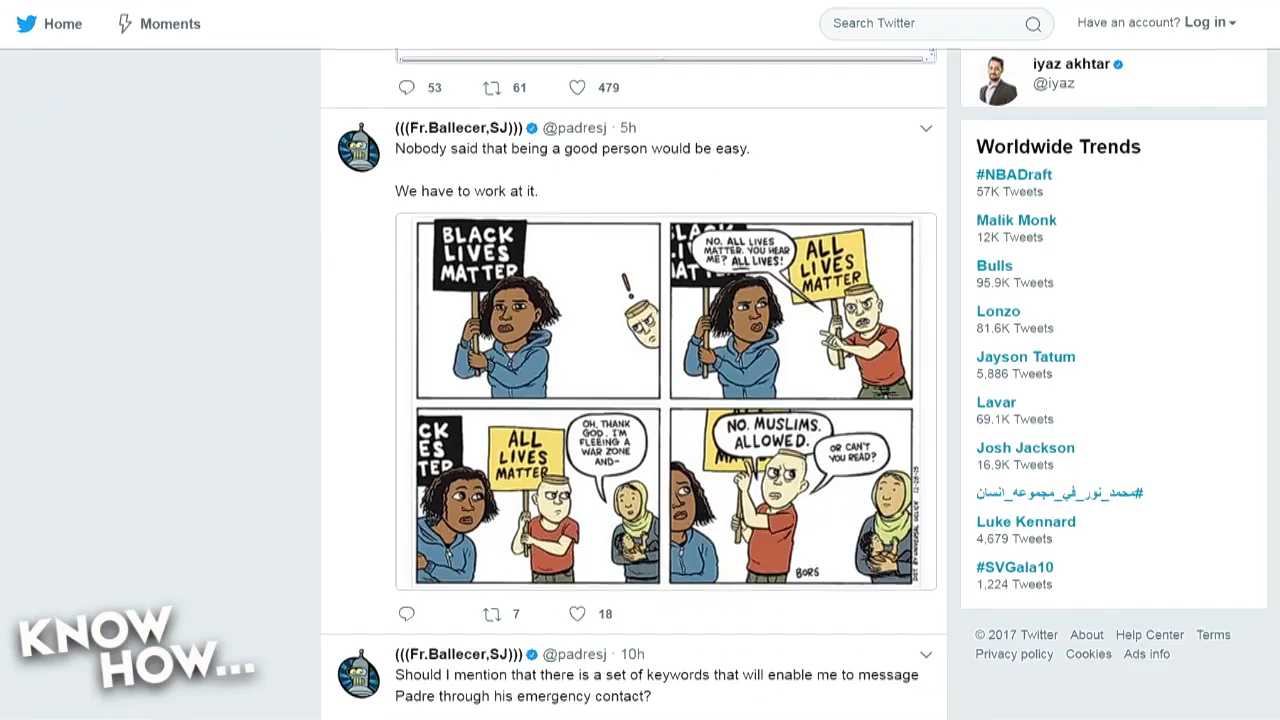 Home
Moments
Search Twitter
Have an account? Log in
53
61
479
(((Fr.Ballecer,SJ))) @padresj · 5h
Nobody said that being a good person would be easy.
We have to work at it.
BLACK
LIVES
MATTER
!
NO. ALL LIVES
MATTER. YOU HEAR
ME? ALL LIVES!
ALL
LIVES
MATTER
CK
ES
TER
ALL
LIVES
MATTER
OH, THANK
GOD. I'M
FLEEING A
WAR ZONE
AND-
NO. MUSLIMS.
ALLOWED.
OR CAN'T
YOU READ?
BORS
7
18
(((Fr.Ballecer,SJ))) @padresj · 10h
Should I mention that there is a set of keywords that will enable me to message
Padre through his emergency contact?
iyaz akhtar
@iyaz
Worldwide Trends
#NBADraft
57K Tweets
Malik Monk
12K Tweets
Bulls
95.9K Tweets
Lonzo
81.6K Tweets
Jayson Tatum
5,886 Tweets
Lavar
69.1K Tweets
Josh Jackson
16.9K Tweets
#محمد_نور_في_مجموعه_انسان
Luke Kennard
4,679 Tweets
#SVGala10
1,224 Tweets
© 2017 Twitter About Help Center Terms
Privacy policy Cookies Ads info
KNOW
HOW...